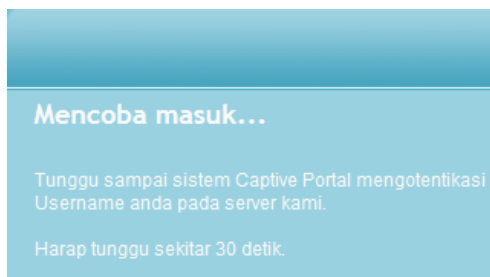 Mencoba masuk...
Tunggu sampai sistem Captive Portal mengotentikasi
Username anda pada server kami.
Harap tunggu sekitar 30 detik.